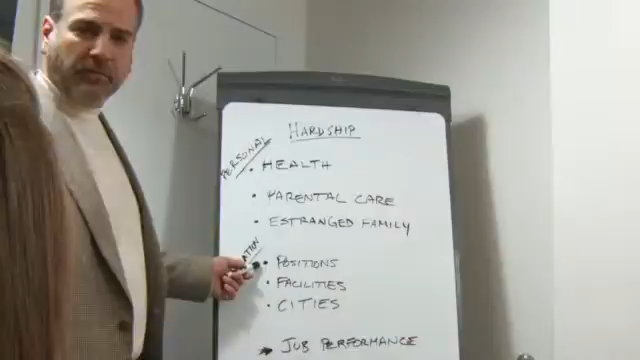 HARDSHIP
PERSONAL
• HEALTH
• PARENTAL CARE
• ESTRANGED FAMILY
• POSITIONS
• FACILITIES
• CITIES
JOB PERFORMANCE